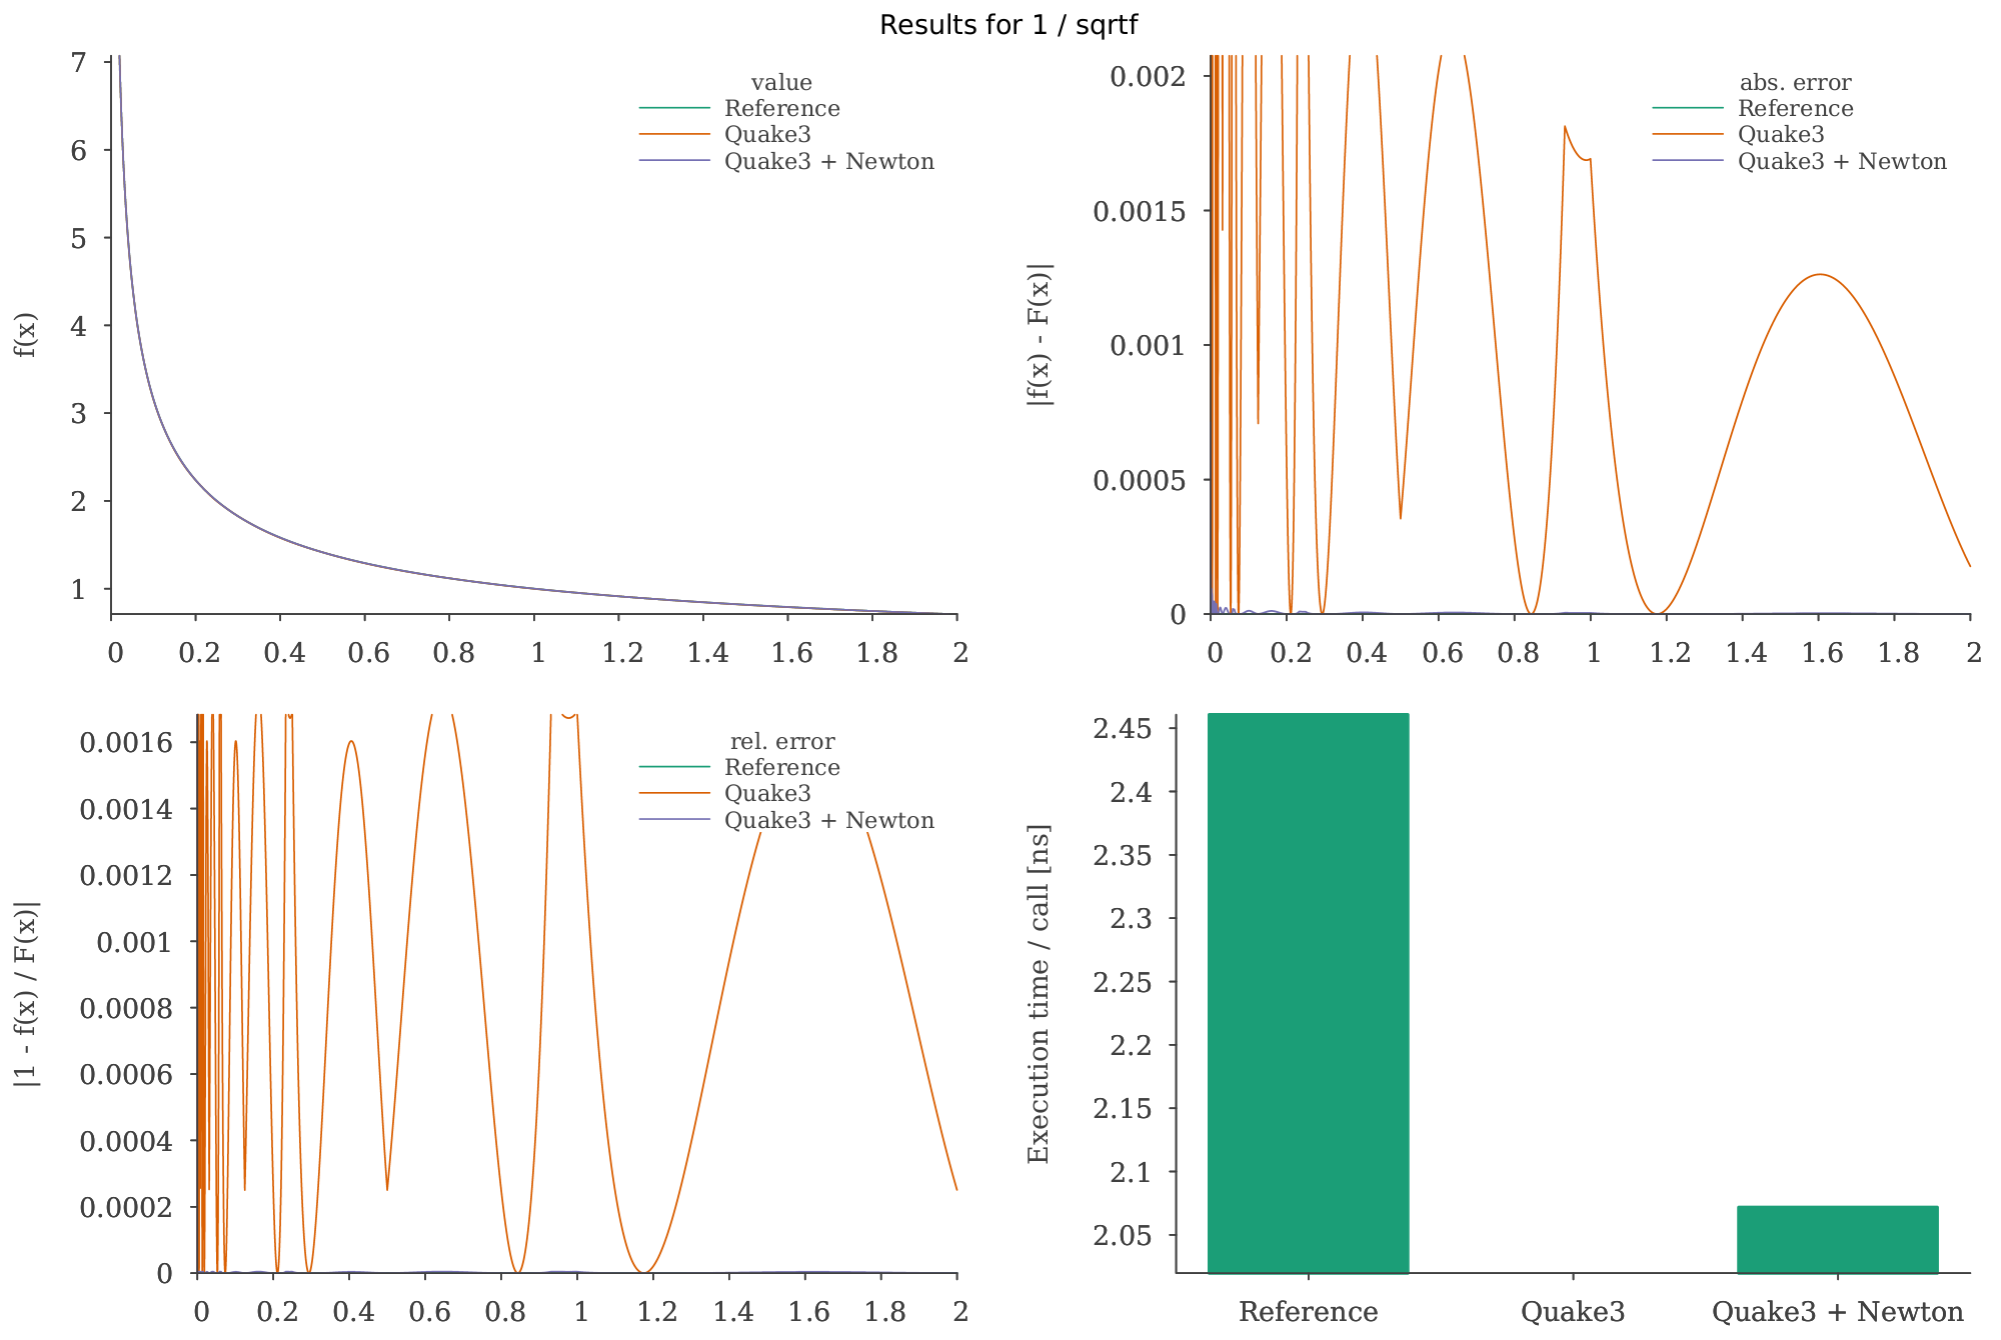 Results for 1 / sqrtf
7
6
5
4
3
2
1
f(x)
value
Reference
Quake3
Quake3 + Newton
0 0.2 0.4 0.6 0.8 1 1.2 1.4 1.6 1.8 2
0.002
0.0015
0.001
0.0005
0
|f(x) - F(x)|
abs. error
Reference
Quake3
Quake3 + Newton
0 0.2 0.4 0.6 0.8 1 1.2 1.4 1.6 1.8 2
0.0016
0.0014
0.0012
0.001
0.0008
0.0006
0.0004
0.0002
0
|1 - f(x) / F(x)|
rel. error
Reference
Quake3
Quake3 + Newton
0 0.2 0.4 0.6 0.8 1 1.2 1.4 1.6 1.8 2
2.45
2.4
2.35
2.3
2.25
2.2
2.15
2.1
2.05
Execution time / call [ns]
Reference Quake3 Quake3 + Newton